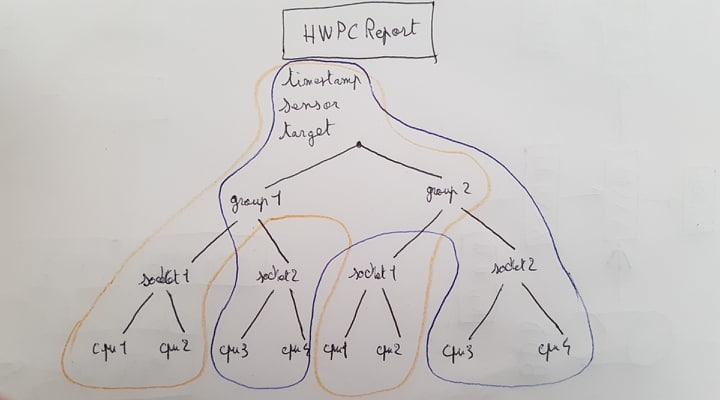 HWPC Report
timestamp
sensor
target
group 1 group 2
socket 1 socket 2 socket 1 socket 2
cpu 1 cpu 2 cpu 3 cpu 4 cpu 1 cpu 2 cpu 3 cpu 4